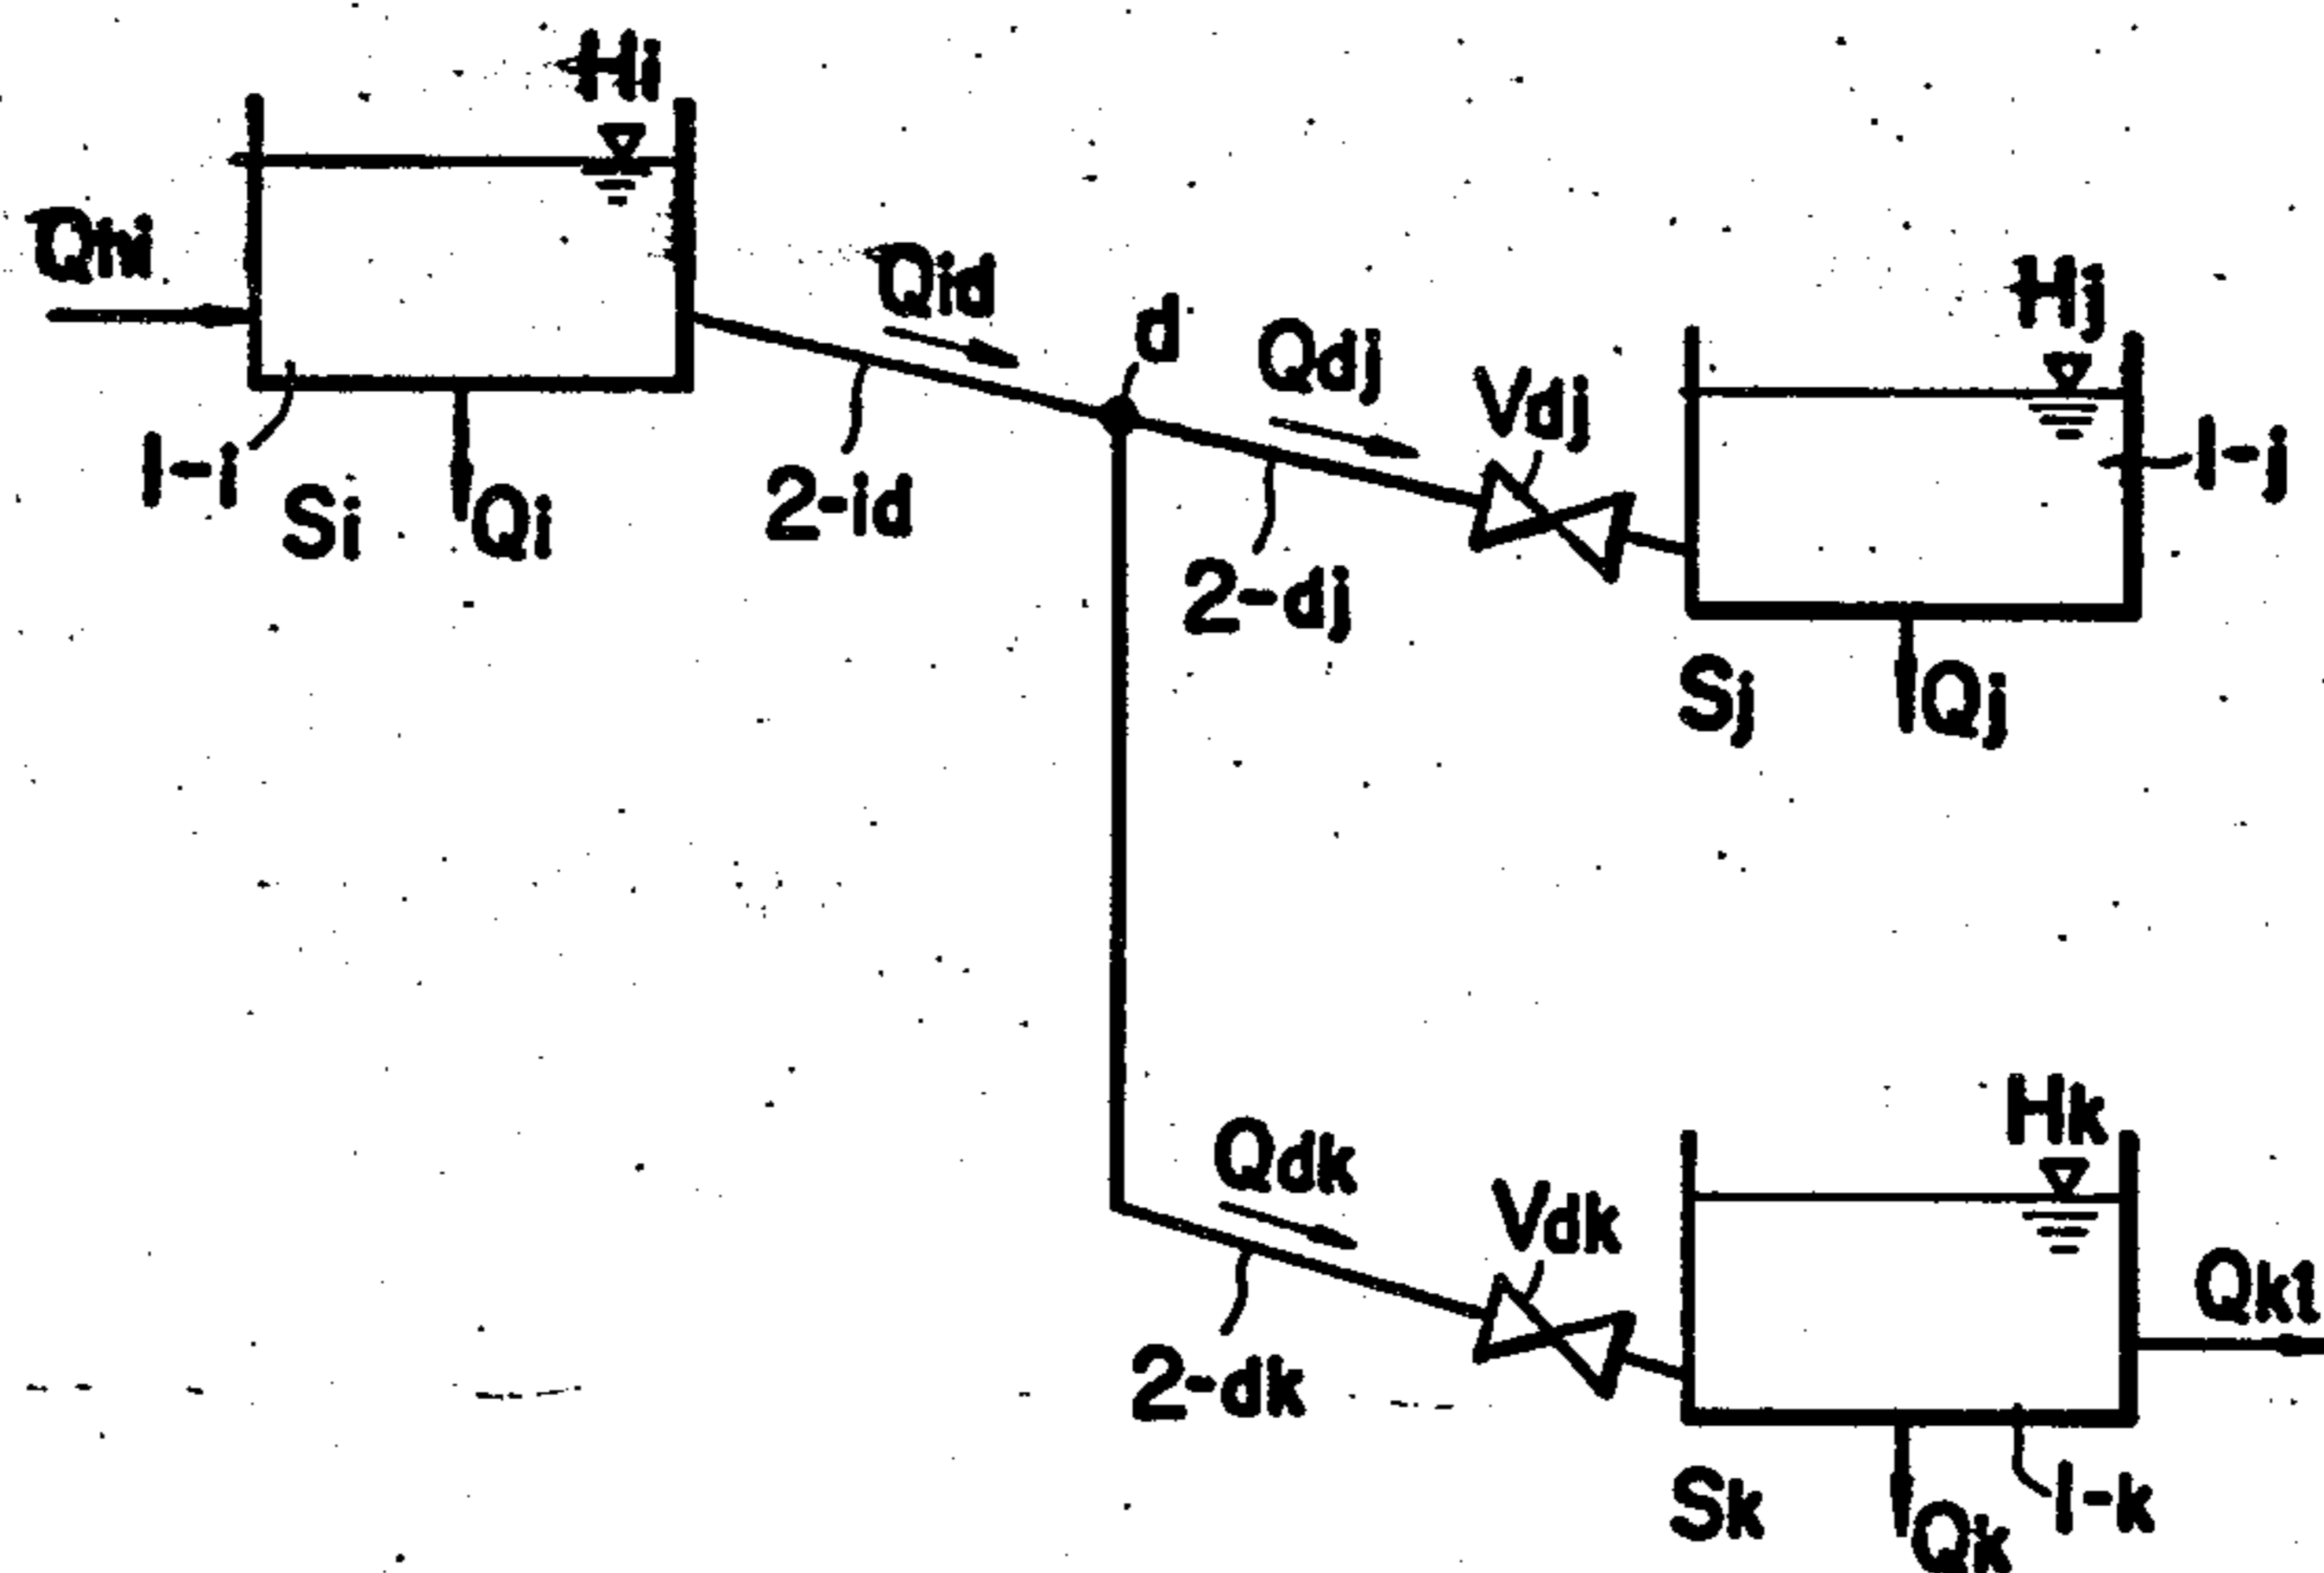 Hi
Qhi
Qid
d
Qdj
Vdj
Hj
1-i
Si
Qi
2-id
2-dj
1-j
Sj
Qj
Qdk
Vdk
Hk
Qkl
2-dk
Sk
Qk
1-k